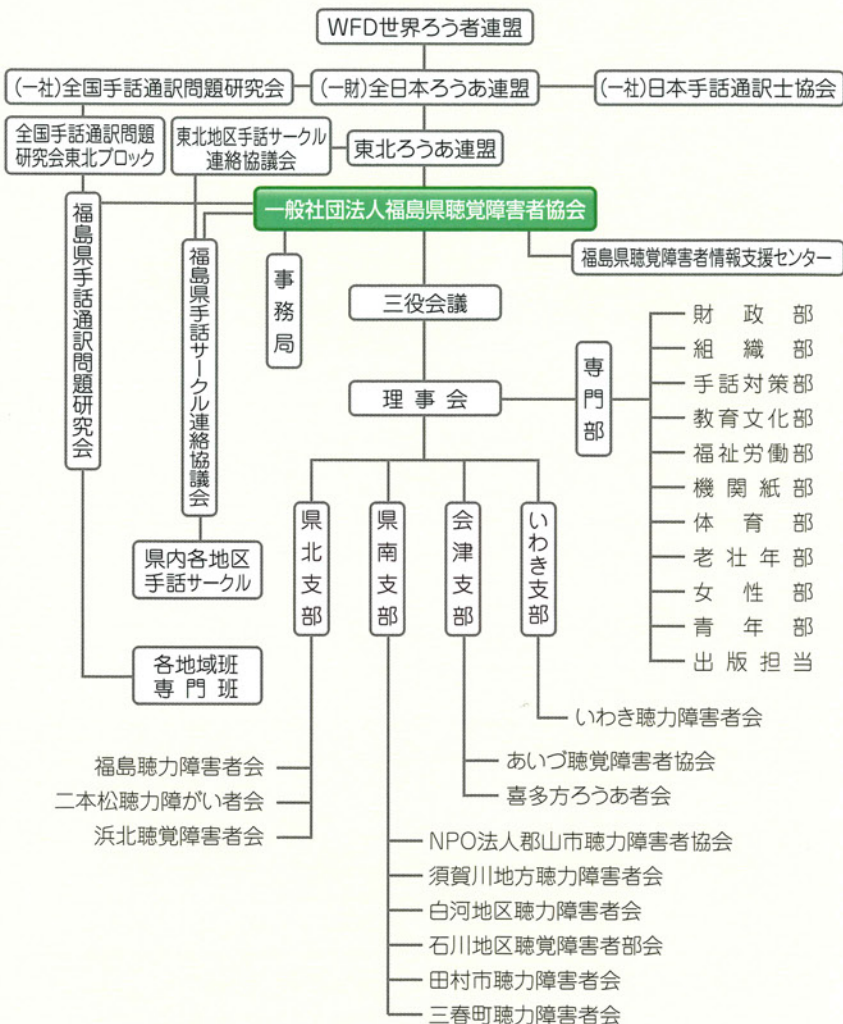 WFD世界ろう者連盟
(一社)全国手話通訳問題研究会
(一財)全日本ろうあ連盟
(一社)日本手話通訳士協会
全国手話通訳問題
研究会東北ブロック
東北地区手話サークル
連絡協議会
東北ろうあ連盟
一般社団法人福島県聴覚障害者協会
福島県手話通訳問題研究会
福島県手話サークル連絡協議会
事務局
福島県聴覚障害者情報支援センター
三役会議
理事会
専門部
財政部
組織部
手話対策部
教育文化部
福祉労働部
機関紙部
体育部
老壮年部
女性部
青年部
出版担当
県北支部
県南支部
会津支部
いわき支部
県内各地区
手話サークル
各地域班
専門班
いわき聴力障害者会
あいづ聴覚障害者協会
喜多方ろうあ者会
福島聴力障害者会
二本松聴力障がい者会
浜北聴覚障害者会
NPO法人郡山市聴力障害者協会
須賀川地方聴力障害者会
白河地区聴力障害者会
石川地区聴覚障害者部会
田村市聴力障害者会
三春町聴力障害者会